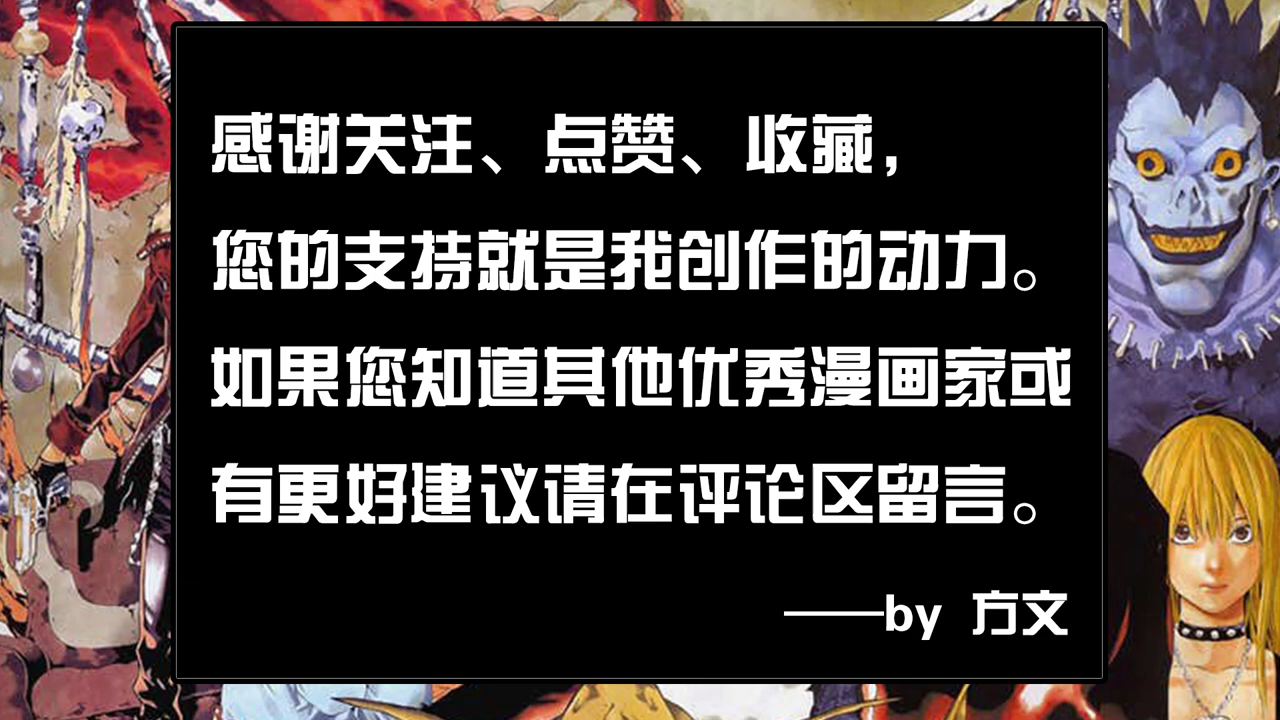 感谢关注、点赞、收藏，
您的支持就是我创作的动力。
如果您知道其他优秀漫画家或
有更好建议请在评论区留言。
——by 方文